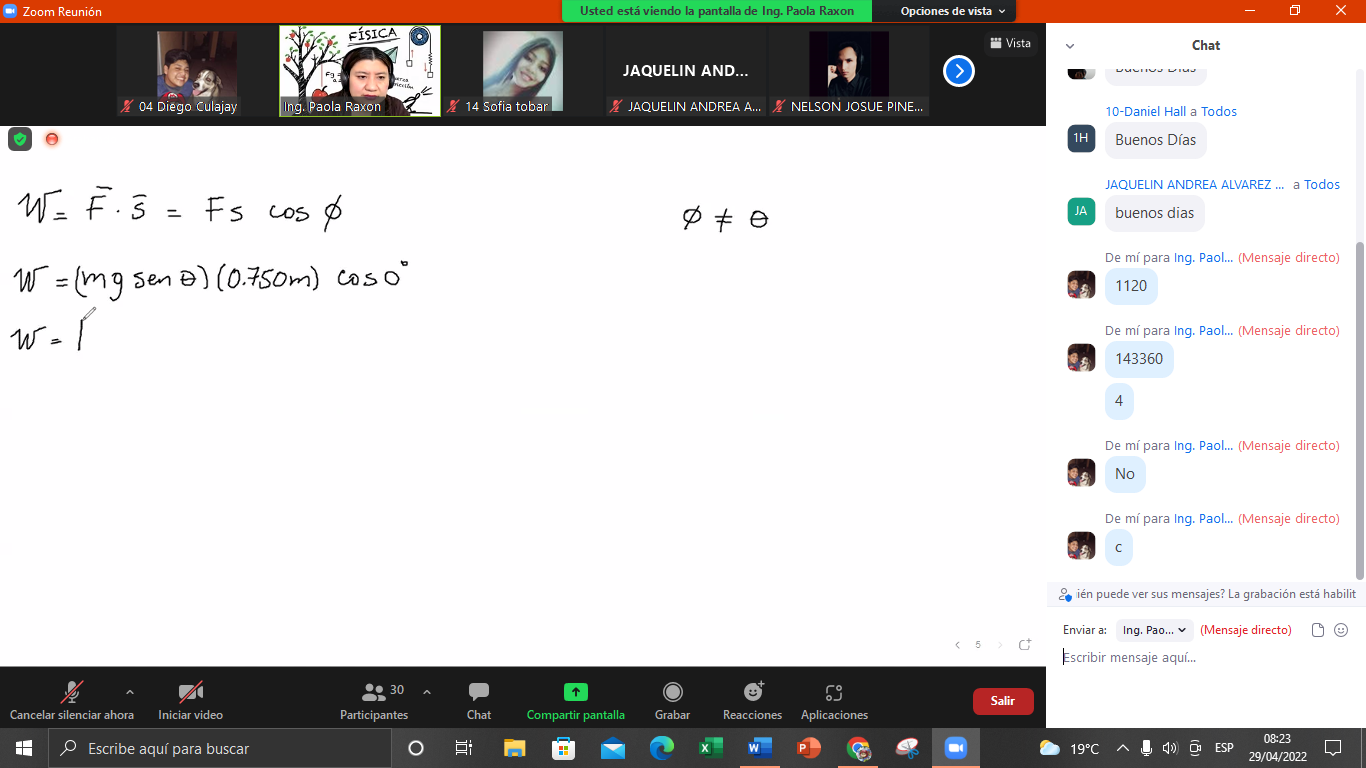 Zoom Reunión
Usted está viendo la pantalla de Ing. Paola Raxon
Opciones de vista
FÍSICA
04 Diego Culajay
Ing. Paola Raxon
14 Sofia tobar
JAQUELIN AND...
JAQUELIN ANDREA A...
NELSON JOSUE PINE...
Vista
W = F̄ · s̄ = Fs cos ϕ
ϕ ≠ θ
W = (mg sen θ)(0.750m) cos 0°
W =
5
Chat
Buenos Días
10-Daniel Hall a Todos
1H
Buenos Días
JAQUELIN ANDREA ALVAREZ ... a Todos
JA
buenos dias
De mí para Ing. Paol... (Mensaje directo)
1120
De mí para Ing. Paol... (Mensaje directo)
143360
4
De mí para Ing. Paol... (Mensaje directo)
No
De mí para Ing. Paol... (Mensaje directo)
c
ién puede ver sus mensajes? La grabación está habilit
Enviar a: Ing. Pao... (Mensaje directo)
Escribir mensaje aquí...
Cancelar silenciar ahora
Iniciar video
30
Participantes
Chat
Compartir pantalla
Grabar
Reacciones
Aplicaciones
Salir
Escribe aquí para buscar
19°C
ESP
08:23
29/04/2022